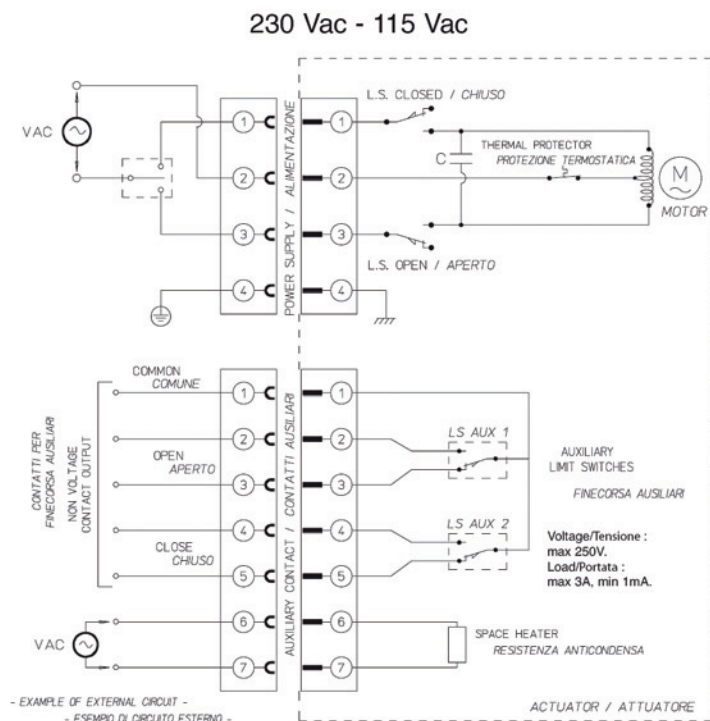 230 Vac - 115 Vac
L.S. CLOSED / CHIUSO
VAC
1
2
3
4
POWER SUPPLY / ALIMENTAZIONE
1
2
3
4
C
THERMAL PROTECTOR
PROTEZIONE TERMOSTATICA
M
MOTOR
L.S. OPEN / APERTO
CONTATTI PER
FINECORSA AUSILIARI
NON VOLTAGE
CONTACT OUTPUT
COMMON
COMUNE
OPEN
APERTO
CLOSE
CHIUSO
VAC
1
2
3
4
5
6
7
AUXILIARY CONTACT / CONTATTI AUSILIARI
1
2
3
4
5
6
7
LS AUX 1
LS AUX 2
AUXILIARY
LIMIT SWITCHES
FINECORSA AUSILIARI
Voltage/Tensione :
max 250V.
Load/Portata :
max 3A, min 1mA.
SPACE HEATER
RESISTENZA ANTICONDENSA
- EXAMPLE OF EXTERNAL CIRCUIT -
- ESEMPIO DI CIRCUITO ESTERNO -
ACTUATOR / ATTUATORE